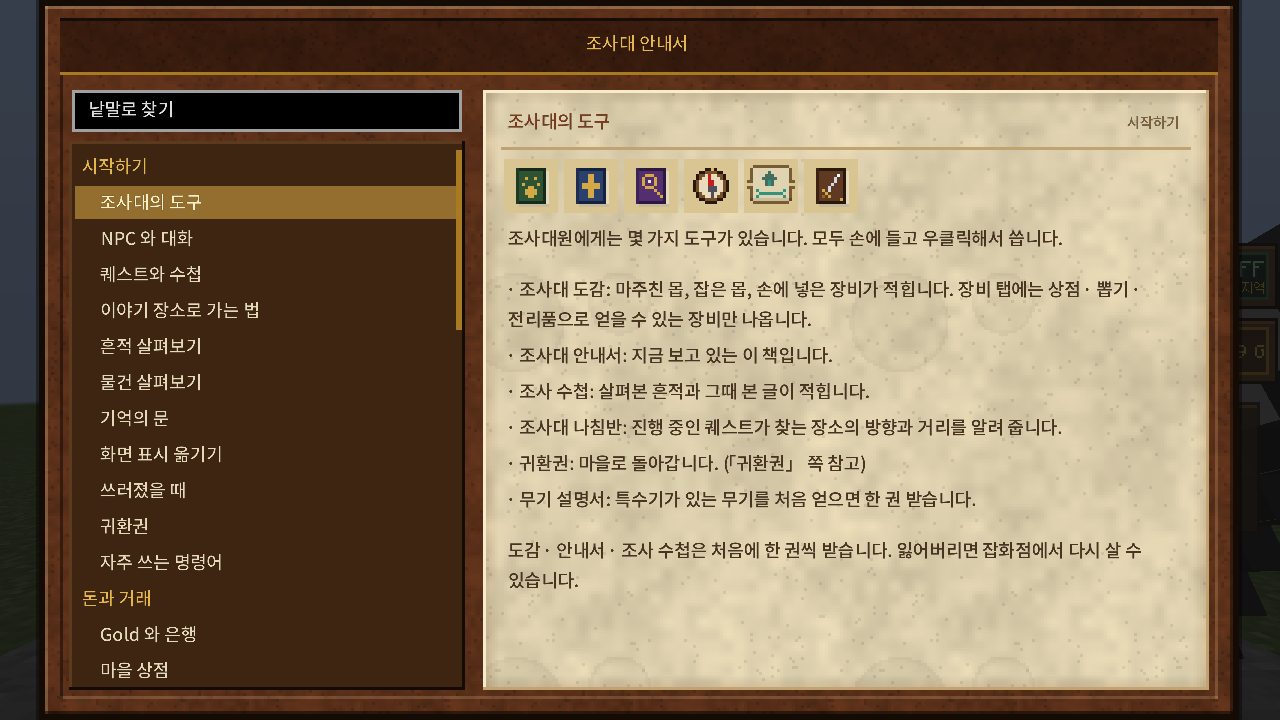 조사대 안내서
낱말로 찾기
시작하기
조사대의 도구
NPC 와 대화
퀘스트와 수첩
이야기 장소로 가는 법
흔적 살펴보기
물건 살펴보기
기억의 문
화면 표시 옮기기
쓰러졌을 때
귀환권
자주 쓰는 명령어
돈과 거래
Gold 와 은행
마을 상점
조사대의 도구
시작하기
조사대원에게는 몇 가지 도구가 있습니다. 모두 손에 들고 우클릭해서 씁니다.
· 조사대 도감: 마주친 몹, 잡은 몹, 손에 넣은 장비가 적힙니다. 장비 탭에는 상점 · 뽑기 ·
전리품으로 얻을 수 있는 장비만 나옵니다.
· 조사대 안내서: 지금 보고 있는 이 책입니다.
· 조사 수첩: 살펴본 흔적과 그때 본 글이 적힙니다.
· 조사대 나침반: 진행 중인 퀘스트가 찾는 장소의 방향과 거리를 알려 줍니다.
· 귀환권: 마을로 돌아갑니다. (「귀환권」 쪽 참고)
· 무기 설명서: 특수기가 있는 무기를 처음 얻으면 한 권 받습니다.
도감 · 안내서 · 조사 수첩은 처음에 한 권씩 받습니다. 잃어버리면 잡화점에서 다시 살 수
있습니다.
FF
지역
9 G